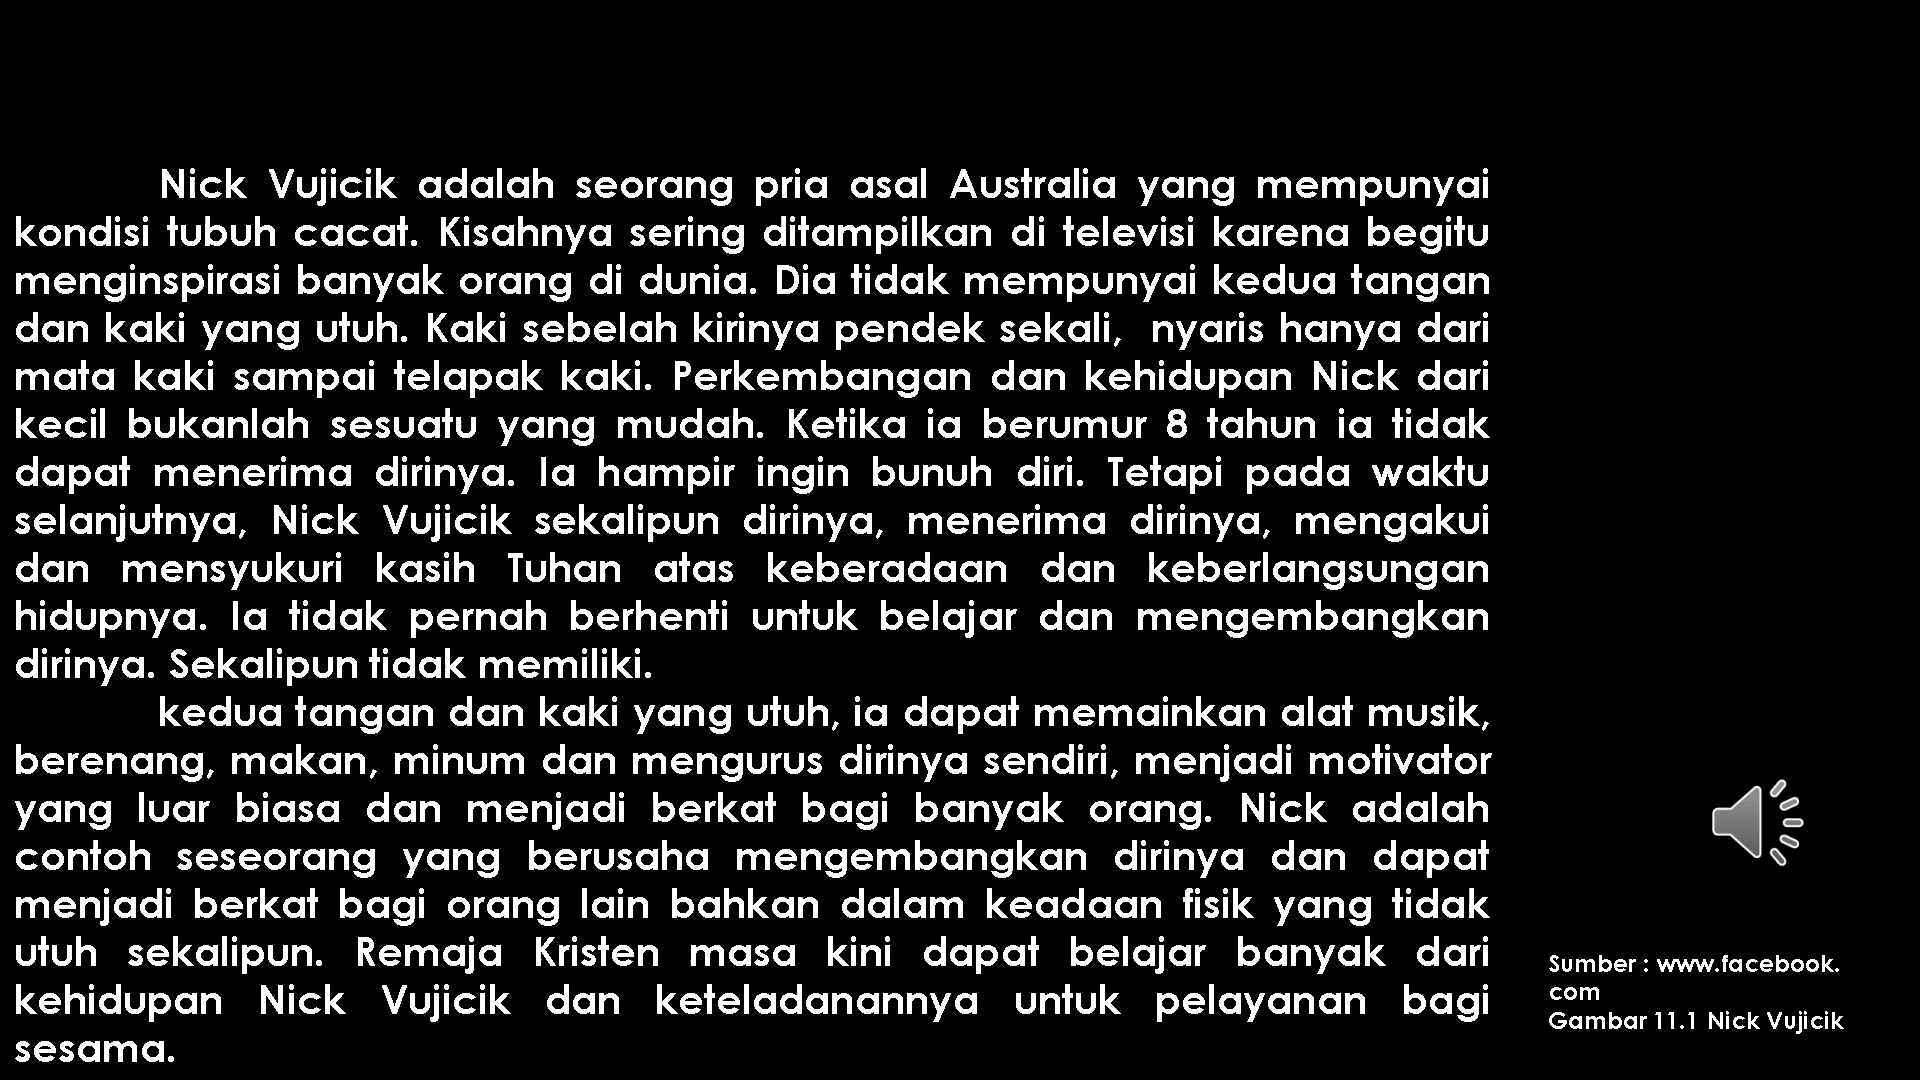 Nick Vujicik adalah seorang pria asal Australia yang mempunyai
kondisi tubuh cacat. Kisahnya sering ditampilkan di televisi karena begitu
menginspirasi banyak orang di dunia. Dia tidak mempunyai kedua tangan
dan kaki yang utuh. Kaki sebelah kirinya pendek sekali, nyaris hanya dari
mata kaki sampai telapak kaki. Perkembangan dan kehidupan Nick dari
kecil bukanlah sesuatu yang mudah. Ketika ia berumur 8 tahun ia tidak
dapat menerima dirinya. Ia hampir ingin bunuh diri. Tetapi pada waktu
selanjutnya, Nick Vujicik sekalipun dirinya, menerima dirinya, mengakui
dan mensyukuri kasih Tuhan atas keberadaan dan keberlangsungan
hidupnya. Ia tidak pernah berhenti untuk belajar dan mengembangkan
dirinya. Sekalipun tidak memiliki.
kedua tangan dan kaki yang utuh, ia dapat memainkan alat musik,
berenang, makan, minum dan mengurus dirinya sendiri, menjadi motivator
yang luar biasa dan menjadi berkat bagi banyak orang. Nick adalah
contoh seseorang yang berusaha mengembangkan dirinya dan dapat
menjadi berkat bagi orang lain bahkan dalam keadaan fisik yang tidak
utuh sekalipun. Remaja Kristen masa kini dapat belajar banyak dari
kehidupan Nick Vujicik dan keteladanannya untuk pelayanan bagi
sesama.
Sumber : www.facebook.
com
Gambar 11.1 Nick Vujicik